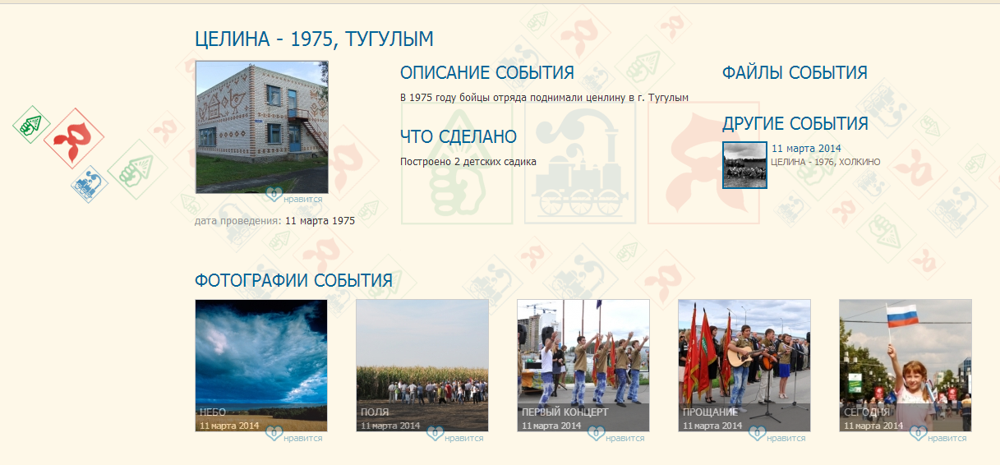 ЦЕЛИНА - 1975, ТУГУЛЫМ
0 нравится
дата проведения: 11 марта 1975
ОПИСАНИЕ СОБЫТИЯ
В 1975 году бойцы отряда поднимали ценлину в г. Тугулым
ЧТО СДЕЛАНО
Построено 2 детских садика
ФАЙЛЫ СОБЫТИЯ
ДРУГИЕ СОБЫТИЯ
11 марта 2014
ЦЕЛИНА - 1976, ХОЛКИНО
ФОТОГРАФИИ СОБЫТИЯ
НЕБО
11 марта 2014
0 нравится
ПОЛЯ
11 марта 2014
0 нравится
ПЕРВЫЙ КОНЦЕРТ
11 марта 2014
0 нравится
ПРОЩАНИЕ
11 марта 2014
0 нравится
СЕГОДНЯ
11 марта 2014
0 нравится